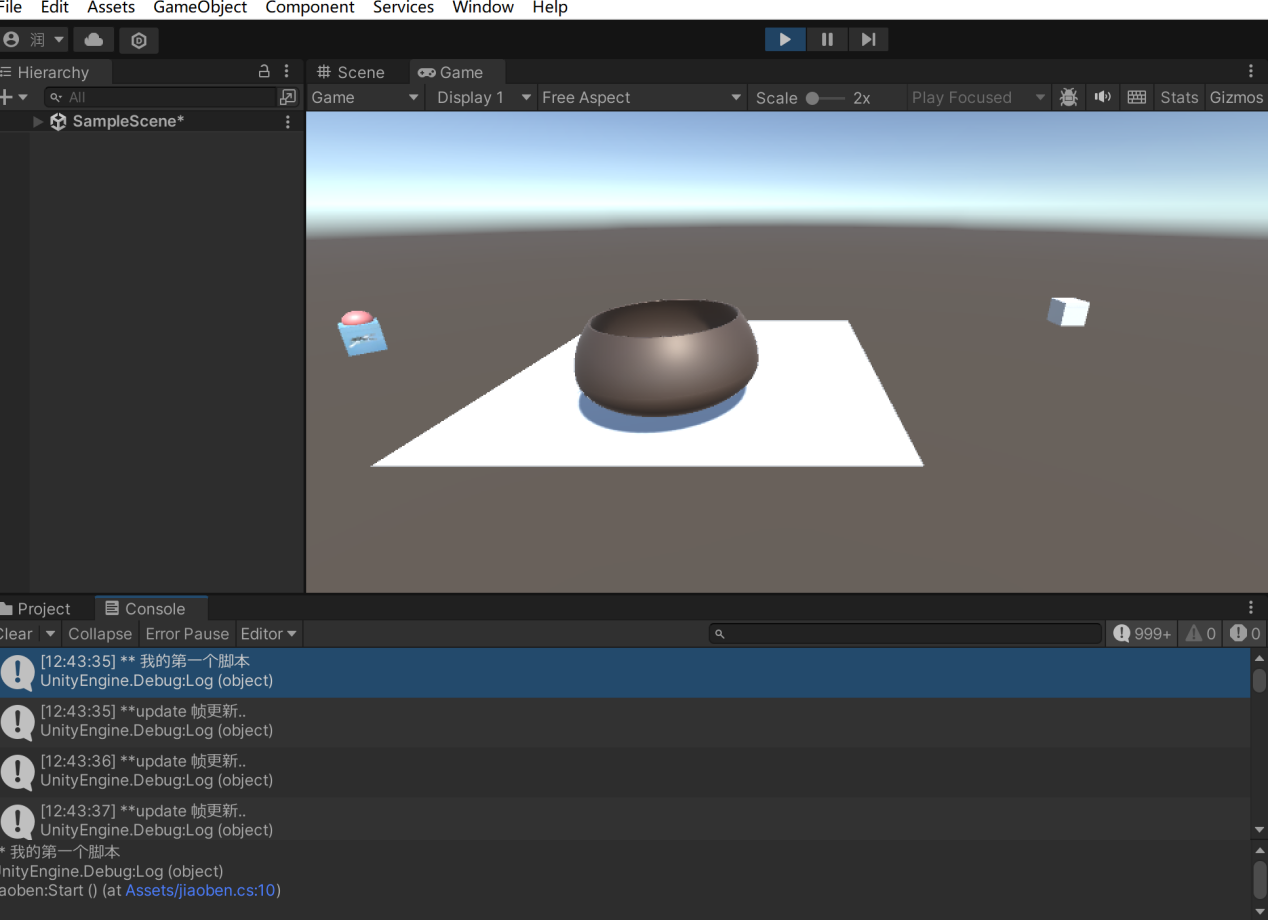 File Edit Assets GameObject Component Services Window Help
润
Hierarchy
Scene Game
All
Game Display 1 Free Aspect Scale 2x Play Focused Stats Gizmos
SampleScene*
Project Console
Clear Collapse Error Pause Editor 999+ 0 0
[12:43:35] ** 我的第一个脚本
UnityEngine.Debug:Log (object)
[12:43:35] **update 帧更新..
UnityEngine.Debug:Log (object)
[12:43:36] **update 帧更新..
UnityEngine.Debug:Log (object)
[12:43:37] **update 帧更新..
UnityEngine.Debug:Log (object)
* 我的第一个脚本
UnityEngine.Debug:Log (object)
iaoben:Start () (at Assets/jiaoben.cs:10)